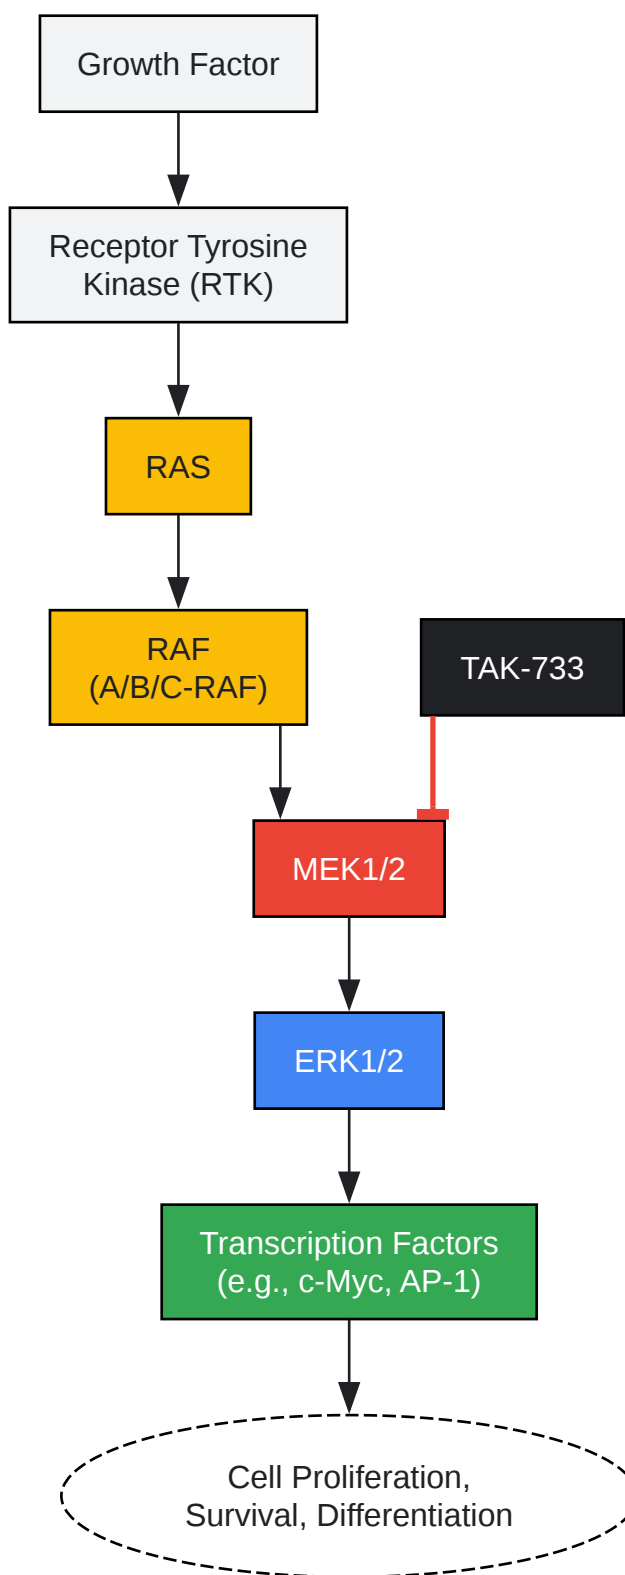 Growth Factor
Receptor Tyrosine
Kinase (RTK)
RAS
RAF
(A/B/C-RAF)
TAK-733
MEK1/2
ERK1/2
Transcription Factors
(e.g., c-Myc, AP-1)
Cell Proliferation,
Survival, Differentiation